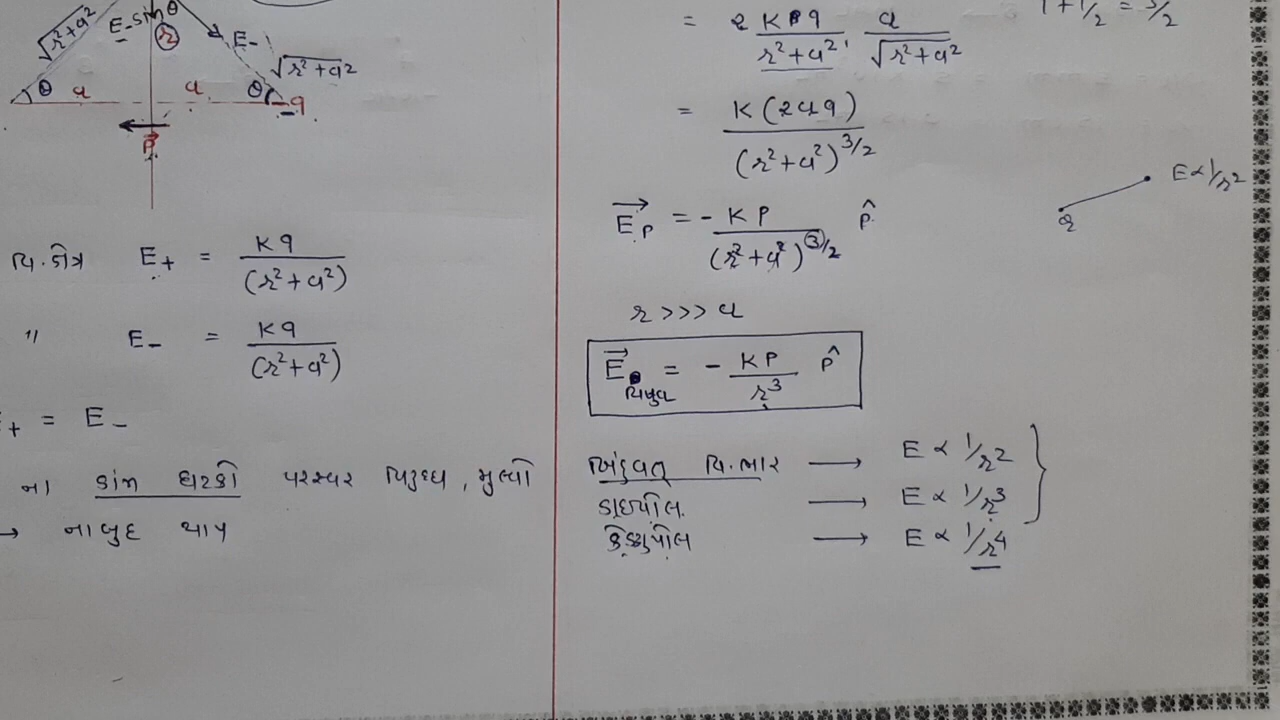 √r²+a²
E- sinθ
θ
r
E-
√r²+a²
θ
a
a
θ
-q
P⃗
વિ.ક્ષેત્ર E+ = Kq / (r²+a²)
" E- = Kq / (r²+a²)
E+ = E-
ના કાંન ઘટકો પરસ્પર વિરુધ્ધ , મુલ્યો
→ નાબુદ થાય
= 2 Kq / (r²+a²) . a / √r²+a²
1+1/2 = 3/2
= K(2aq) / (r²+a²)^3/2
E⃗P = - KP / (r²+a²)^3/2 P̂
E ∝ 1/r²
r >>> a
E⃗ વિષુવ = - KP / r³ P̂
બિંદુવત્ વિ.ભાર → E ∝ 1/r²
ડાઇપોલ → E ∝ 1/r³
→ E ∝ 1/r⁴